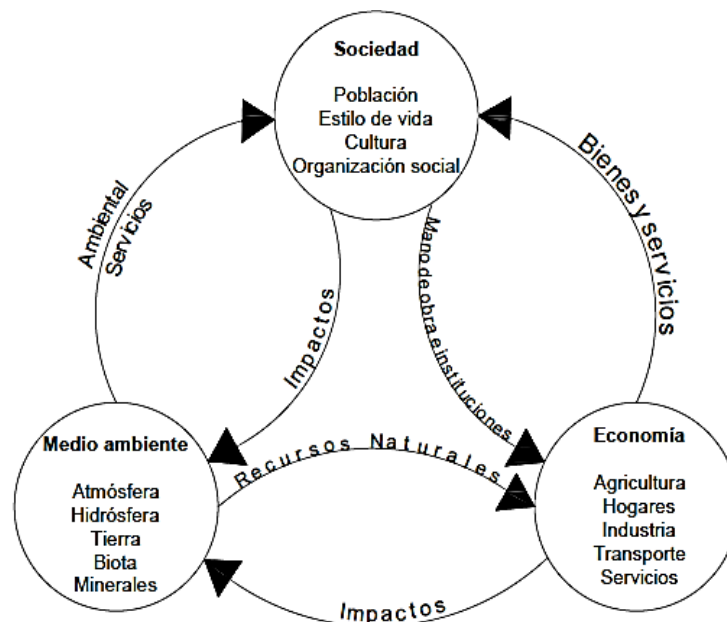 Sociedad
Población
Estilo de vida
Cultura
Organización social
Ambiental
Servicios
Impactos
Mano de obra e instituciones
Bienes y servicios
Medio ambiente
Atmósfera
Hidrósfera
Tierra
Biota
Minerales
Recursos Naturales
Economía
Agricultura
Hogares
Industria
Transporte
Servicios
Impactos